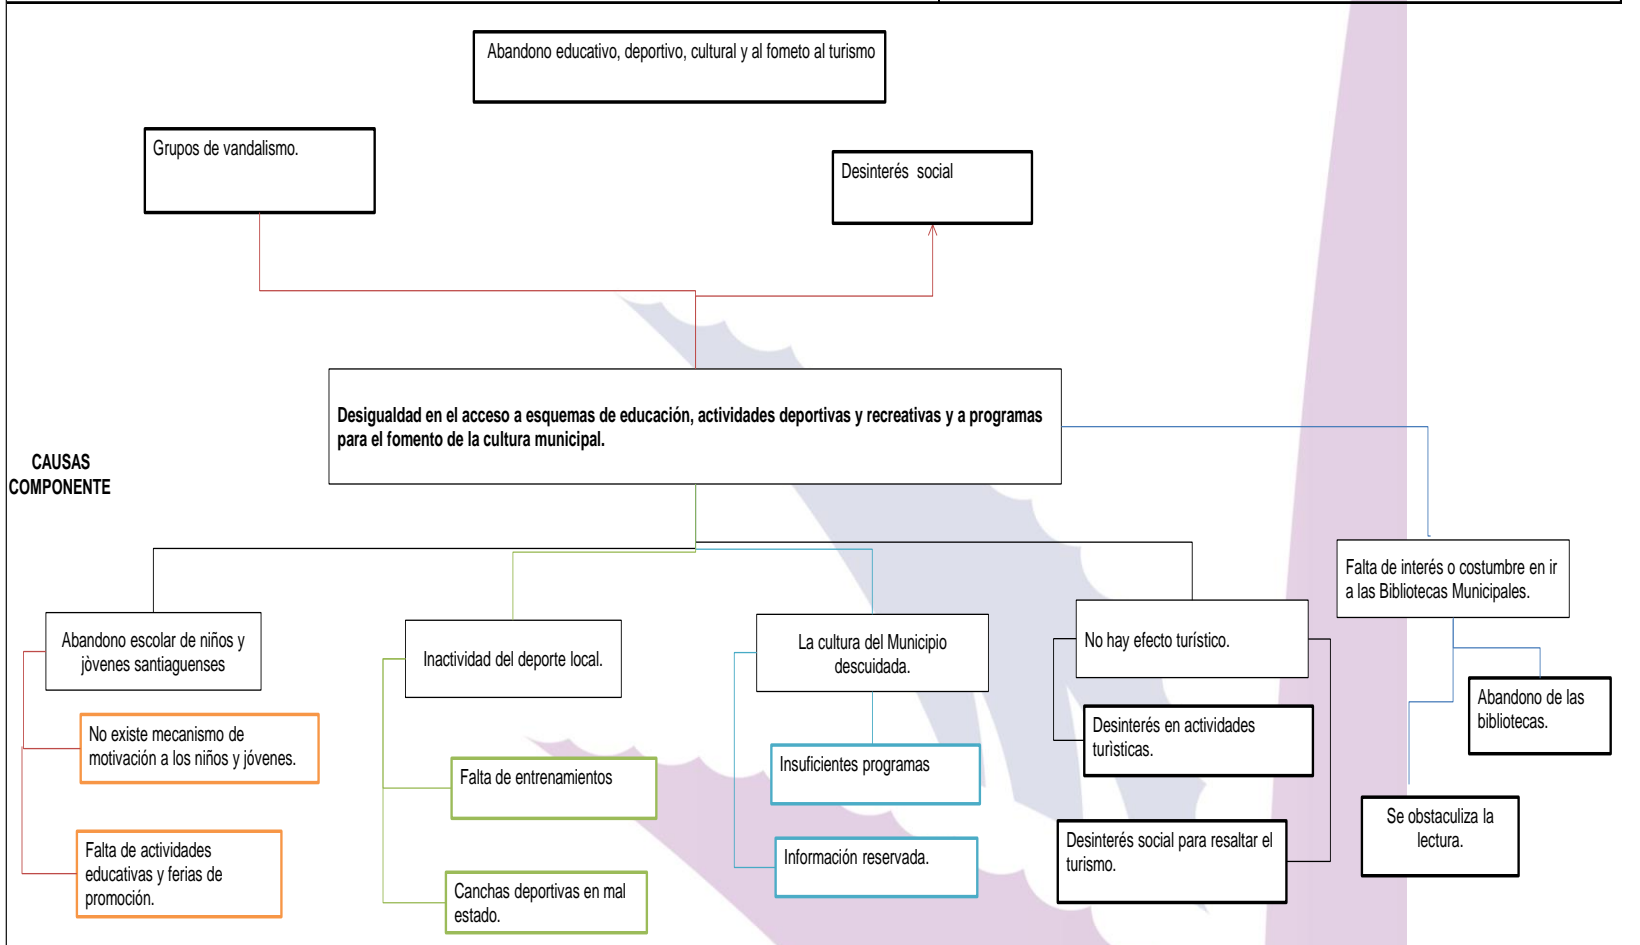 Abandono educativo, deportivo, cultural y al fometo al turismo
Grupos de vandalismo.
Desinterés social
Desigualdad en el acceso a esquemas de educación, actividades deportivas y recreativas y a programas
para el fomento de la cultura municipal.
CAUSAS
COMPONENTE
Abandono escolar de niños y
jòvenes santiaguenses
Inactividad del deporte local.
La cultura del Municipio
descuidada.
No hay efecto turístico.
Falta de interés o costumbre en ir
a las Bibliotecas Municipales.
No existe mecanismo de
motivación a los niños y jóvenes.
Falta de entrenamientos
Insuficientes programas
Desinterés en actividades
turìsticas.
Abandono de las
bibliotecas.
Falta de actividades
educativas y ferias de
promoción.
Canchas deportivas en mal
estado.
Información reservada.
Desinterés social para resaltar el
turismo.
Se obstaculiza la
lectura.